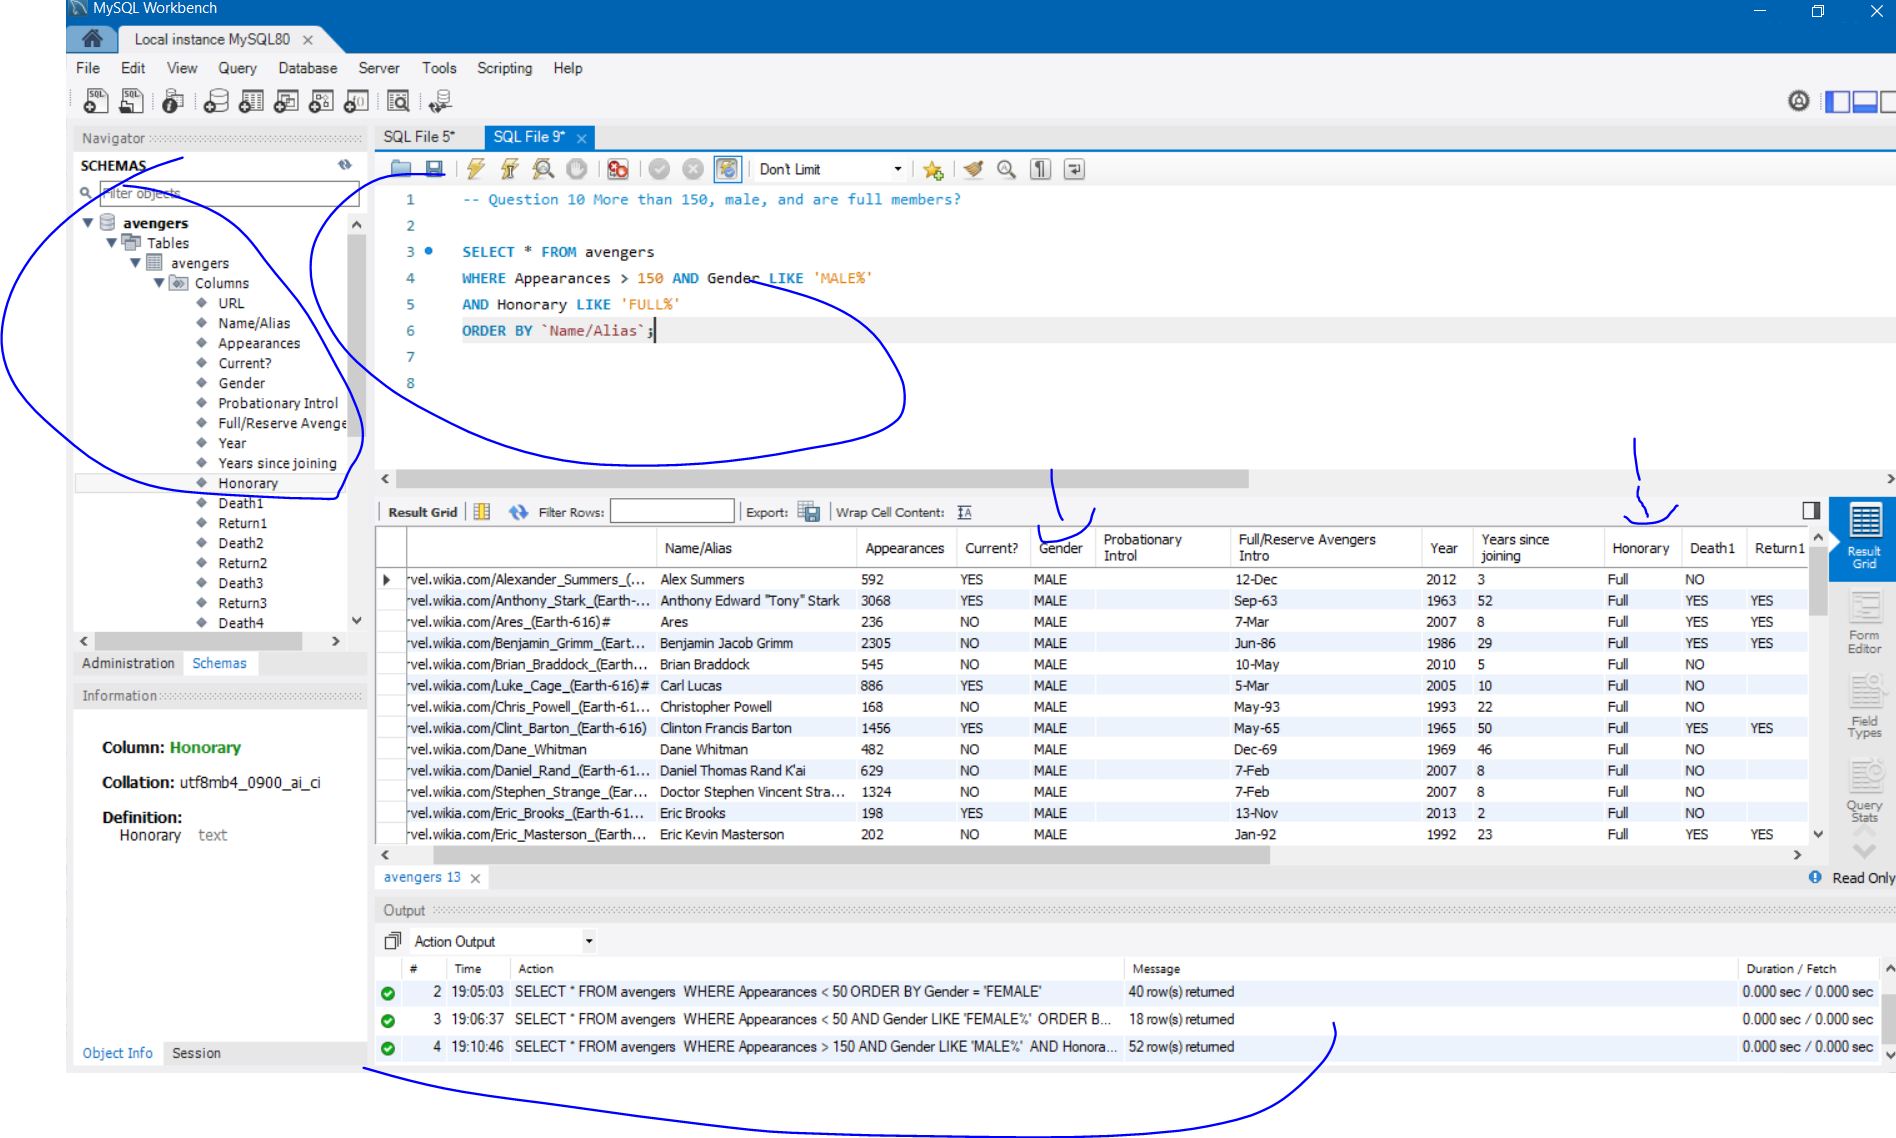 MySQL Workbench
Local instance MySQL80
File Edit View Query Database Server Tools Scripting Help
Navigator
SCHEMAS
Filter objects
avengers
Tables
avengers
Columns
URL
Name/Alias
Appearances
Current?
Gender
Probationary Introl
Full/Reserve Avenge
Year
Years since joining
Honorary
Death1
Return1
Death2
Return2
Death3
Return3
Death4
Administration Schemas
Information
Column: Honorary
Collation: utf8mb4_0900_ai_ci
Definition:
Honorary text
Object Info Session
SQL File 5* SQL File 9*
Don't Limit
1 -- Question 10 More than 150, male, and are full members?
2
3 SELECT * FROM avengers
4 WHERE Appearances > 150 AND Gender LIKE 'MALE%'
5 AND Honorary LIKE 'FULL%'
6 ORDER BY `Name/Alias`;
7
8
Result Grid Filter Rows: Export: Wrap Cell Content:
Name/Alias Appearances Current? Gender Probationary Introl Full/Reserve Avengers Intro Year Years since joining Honorary Death1 Return1
rvel.wikia.com/Alexander_Summers_(... Alex Summers 592 YES MALE 12-Dec 2012 3 Full NO
rvel.wikia.com/Anthony_Stark_(Earth-... Anthony Edward "Tony" Stark 3068 YES MALE Sep-63 1963 52 Full YES YES
rvel.wikia.com/Ares_(Earth-616)# Ares 236 NO MALE 7-Mar 2007 8 Full YES YES
rvel.wikia.com/Benjamin_Grimm_(Eart... Benjamin Jacob Grimm 2305 NO MALE Jun-86 1986 29 Full YES YES
rvel.wikia.com/Brian_Braddock_(Earth... Brian Braddock 545 NO MALE 10-May 2010 5 Full NO
rvel.wikia.com/Luke_Cage_(Earth-616)# Carl Lucas 886 YES MALE 5-Mar 2005 10 Full NO
rvel.wikia.com/Chris_Powell_(Earth-61... Christopher Powell 168 NO MALE May-93 1993 22 Full NO
rvel.wikia.com/Clint_Barton_(Earth-616) Clinton Francis Barton 1456 YES MALE May-65 1965 50 Full YES YES
rvel.wikia.com/Dane_Whitman Dane Whitman 482 NO MALE Dec-69 1969 46 Full NO
rvel.wikia.com/Daniel_Rand_(Earth-61... Daniel Thomas Rand K'ai 629 NO MALE 7-Feb 2007 8 Full NO
rvel.wikia.com/Stephen_Strange_(Ear... Doctor Stephen Vincent Stra... 1324 NO MALE 7-Feb 2007 8 Full NO
rvel.wikia.com/Eric_Brooks_(Earth-61... Eric Brooks 198 YES MALE 13-Nov 2013 2 Full NO
rvel.wikia.com/Eric_Masterson_(Earth... Eric Kevin Masterson 202 NO MALE Jan-92 1992 23 Full YES YES
Result Grid
Form Editor
Field Types
Query Stats
avengers 13
Read Only
Output
Action Output
# Time Action Message Duration / Fetch
2 19:05:03 SELECT * FROM avengers WHERE Appearances < 50 ORDER BY Gender = 'FEMALE' 40 row(s) returned 0.000 sec / 0.000 sec
3 19:06:37 SELECT * FROM avengers WHERE Appearances < 50 AND Gender LIKE 'FEMALE%' ORDER B... 18 row(s) returned 0.000 sec / 0.000 sec
4 19:10:46 SELECT * FROM avengers WHERE Appearances > 150 AND Gender LIKE 'MALE%' AND Honora... 52 row(s) returned 0.000 sec / 0.000 sec